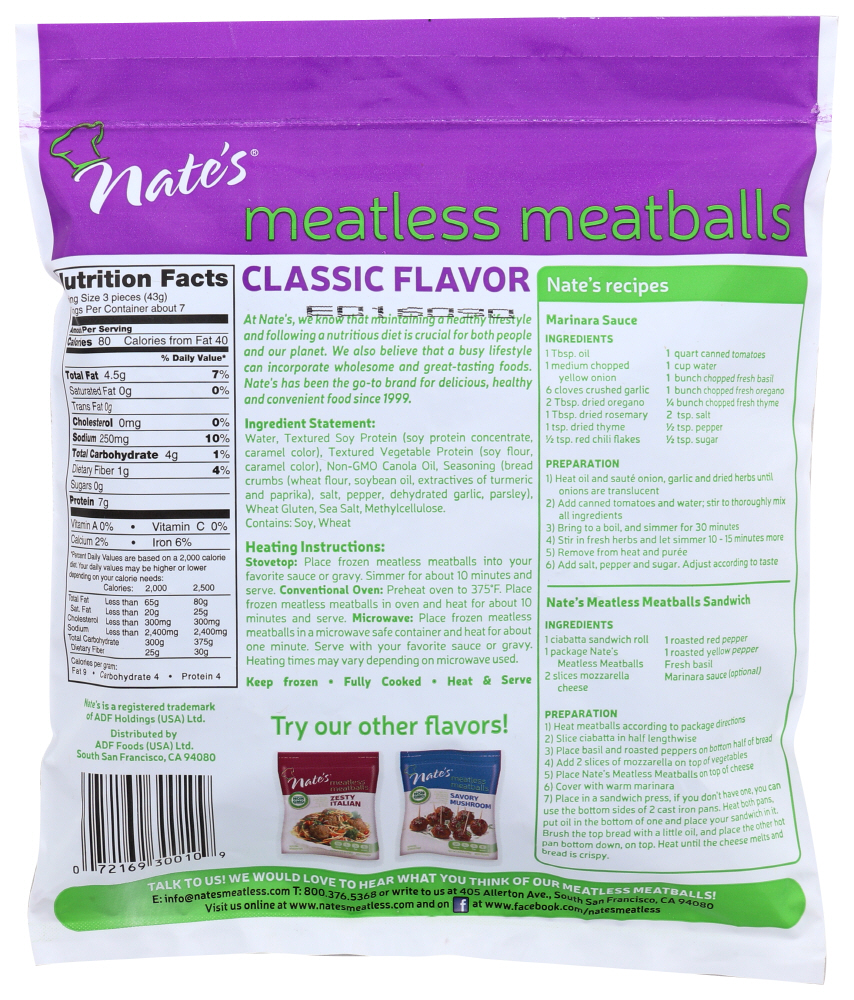 Nate's®
meatless meatballs
utrition Facts
ng Size 3 pieces (43g)
ngs Per Container about 7
Amount Per Serving
Calories 80 Calories from Fat 40
% Daily Value*
Total Fat 4.5g 7%
Saturated Fat 0g 0%
Trans Fat 0g
Cholesterol 0mg 0%
Sodium 250mg 10%
Total Carbohydrate 4g 1%
Dietary Fiber 1g 4%
Sugars 0g
Protein 7g
Vitamin A 0% • Vitamin C 0%
Calcium 2% • Iron 6%
*Percent Daily Values are based on a 2,000 calorie
diet. Your daily values may be higher or lower
depending on your calorie needs:
Calories: 2,000 2,500
Total Fat Less than 65g 80g
Sat. Fat Less than 20g 25g
Cholesterol Less than 300mg 300mg
Sodium Less than 2,400mg 2,400mg
Total Carbohydrate 300g 375g
Dietary Fiber 25g 30g
Calories per gram:
Fat 9 • Carbohydrate 4 • Protein 4
Nate's is a registered trademark
of ADF Holdings (USA) Ltd.
Distributed by
ADF Foods (USA) Ltd.
South San Francisco, CA 94080
0 72169 30010 9
CLASSIC FLAVOR
At Nate's, we know that maintaining a healthy lifestyle
and following a nutritious diet is crucial for both people
and our planet. We also believe that a busy lifestyle
can incorporate wholesome and great-tasting foods.
Nate's has been the go-to brand for delicious, healthy
and convenient food since 1999.
Ingredient Statement:
Water, Textured Soy Protein (soy protein concentrate,
caramel color), Textured Vegetable Protein (soy flour,
caramel color), Non-GMO Canola Oil, Seasoning (bread
crumbs (wheat flour, soybean oil, extractives of turmeric
and paprika), salt, pepper, dehydrated garlic, parsley),
Wheat Gluten, Sea Salt, Methylcellulose.
Contains: Soy, Wheat
Heating Instructions:
Stovetop: Place frozen meatless meatballs into your
favorite sauce or gravy. Simmer for about 10 minutes and
serve. Conventional Oven: Preheat oven to 375°F. Place
frozen meatless meatballs in oven and heat for about 10
minutes and serve. Microwave: Place frozen meatless
meatballs in a microwave safe container and heat for about
one minute. Serve with your favorite sauce or gravy.
Heating times may vary depending on microwave used.
Keep frozen • Fully Cooked • Heat & Serve
Try our other flavors!
Nate's
meatless
meatballs
ZESTY
ITALIAN
Nate's
meatless
meatballs
SAVORY
MUSHROOM
Nate's recipes
Marinara Sauce
INGREDIENTS
1 Tbsp. oil
1 medium chopped
yellow onion
6 cloves crushed garlic
2 Tbsp. dried oregano
1 Tbsp. dried rosemary
1 tsp. dried thyme
½ tsp. red chili flakes
1 quart canned tomatoes
1 cup water
1 bunch chopped fresh basil
1 bunch chopped fresh oregano
¼ bunch chopped fresh thyme
2 tsp. salt
½ tsp. pepper
½ tsp. sugar
PREPARATION
1) Heat oil and sauté onion, garlic and dried herbs until
onions are translucent
2) Add canned tomatoes and water; stir to thoroughly mix
all ingredients
3) Bring to a boil, and simmer for 30 minutes
4) Stir in fresh herbs and let simmer 10 - 15 minutes more
5) Remove from heat and purée
6) Add salt, pepper and sugar. Adjust according to taste
Nate's Meatless Meatballs Sandwich
INGREDIENTS
1 ciabatta sandwich roll
1 package Nate's
Meatless Meatballs
2 slices mozzarella
cheese
1 roasted red pepper
1 roasted yellow pepper
Fresh basil
Marinara sauce (optional)
PREPARATION
1) Heat meatballs according to package directions
2) Slice ciabatta in half lengthwise
3) Place basil and roasted peppers on bottom half of bread
4) Add 2 slices of mozzarella on top of vegetables
5) Place Nate's Meatless Meatballs on top of cheese
6) Cover with warm marinara
7) Place in a sandwich press, if you don't have one, you can
use the bottom sides of 2 cast iron pans. Heat both pans,
put oil in the bottom of one and place your sandwich in it.
Brush the top bread with a little oil, and place the other hot
pan bottom down, on top. Heat until the cheese melts and
bread is crispy.
TALK TO US! WE WOULD LOVE TO HEAR WHAT YOU THINK OF OUR MEATLESS MEATBALLS!
E: info@natesmeatless.com T: 800.376.5368 or write to us at 405 Allerton Ave., South San Francisco, CA 94080
Visit us online at www.natesmeatless.com and on f at www.facebook.com/natesmeatless